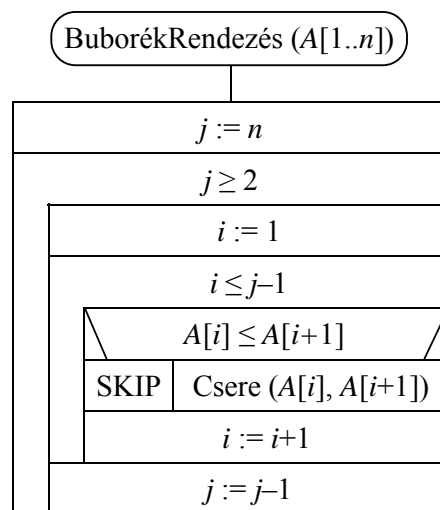 BuborékRendezés (A[1..n])
j := n
j ≥ 2
i := 1
i ≤ j–1
A[i] ≤ A[i+1]
SKIP Csere (A[i], A[i+1])
i := i+1
j := j–1